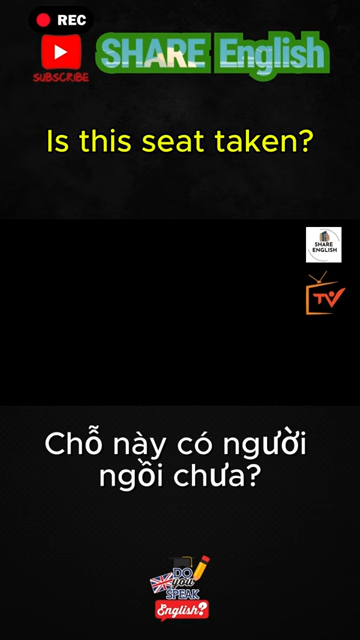 REC
SUBSCRIBE
SHARE English
Is this seat taken?
SHARE
ENGLISH
TV
Chỗ này có người
ngồi chưa?
DO
you
SPEAK
English?